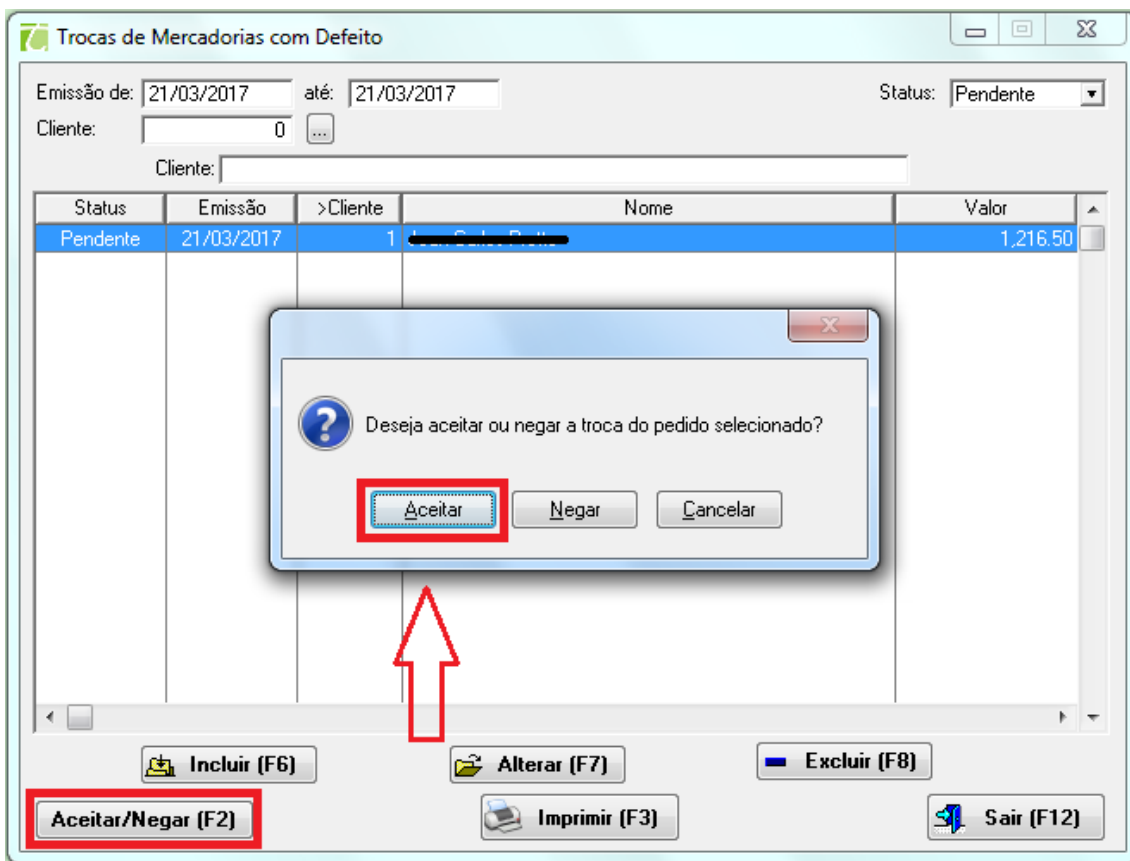 Trocas de Mercadorias com Defeito
Emissão de: 21/03/2017 até: 21/03/2017 Status: Pendente
Cliente: 0 ...
Cliente:
Status Emissão >Cliente Nome Valor
Pendente 21/03/2017 1 1,216.50
Deseja aceitar ou negar a troca do pedido selecionado?
Aceitar Negar Cancelar
Incluir (F6) Alterar (F7) Excluir (F8)
Aceitar/Negar (F2) Imprimir (F3) Sair (F12)